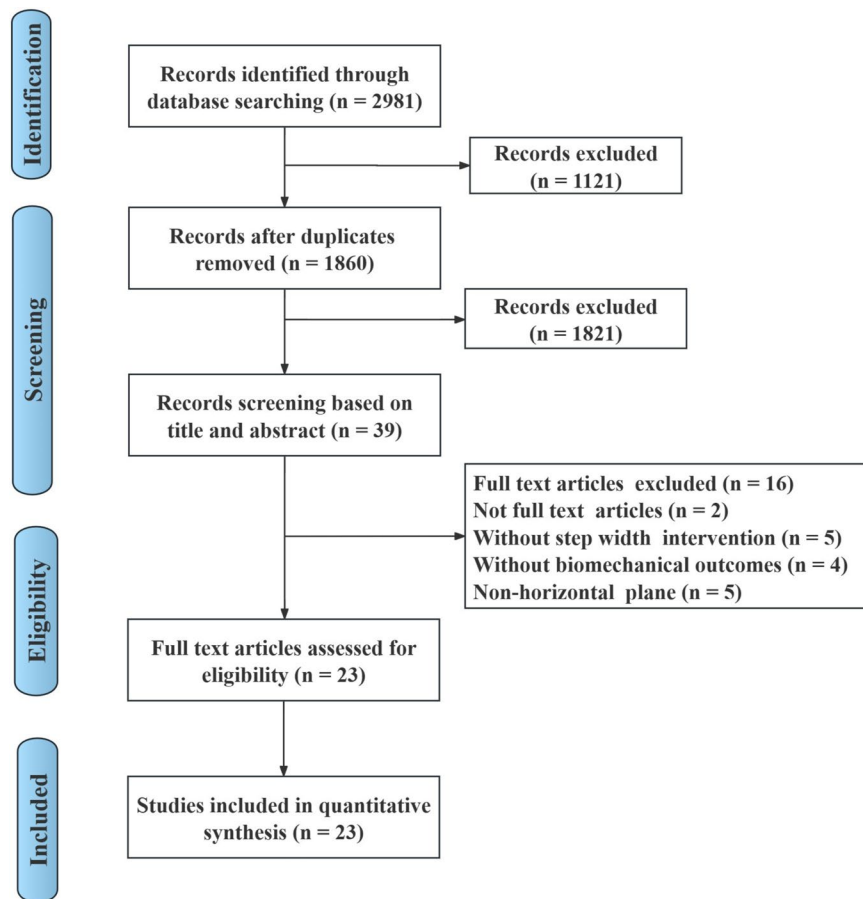 Identification
Records identified through
database searching (n = 2981)
Records excluded
(n = 1121)
Screening
Records after duplicates
removed (n = 1860)
Records excluded
(n = 1821)
Records screening based on
title and abstract (n = 39)
Full text articles excluded (n = 16)
Not full text articles (n = 2)
Without step width intervention (n = 5)
Without biomechanical outcomes (n = 4)
Non-horizontal plane (n = 5)
Eligibility
Full text articles assessed for
eligibility (n = 23)
Included
Studies included in quantitative
synthesis (n = 23)